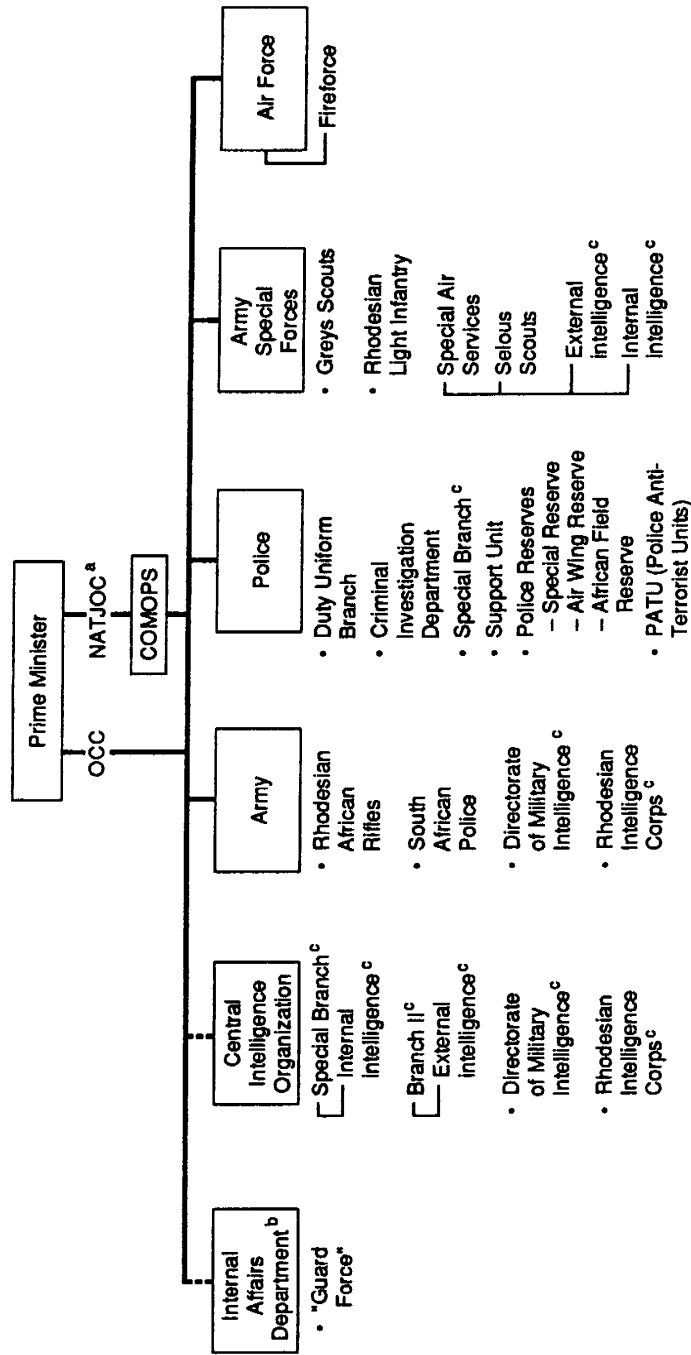 Prime Minister
OCC
NATJOC a
COMOPS
Internal
Affairs
Department b
• "Guard
Force"
Central
Intelligence
Organization
Special Branch c
Internal
intelligence c
Branch II c
External
intelligence c
• Directorate
of Military
Intelligence c
• Rhodesian
Intelligence
Corps c
Army
• Rhodesian
African
Rifles
• South
African
Police
• Directorate
of Military
Intelligence c
• Rhodesian
Intelligence
Corps c
Police
• Duty Uniform
Branch
• Criminal
Investigation
Department
• Special Branch c
• Support Unit
• Police Reserves
– Special Reserve
– Air Wing Reserve
– African Field
Reserve
• PATU (Police Anti-
Terrorist Units)
Army
Special
Forces
• Greys Scouts
• Rhodesian
Light Infantry
Special Air
Services
Selous
Scouts
External
intelligence c
Internal
Intelligence c
Air Force
Fireforce